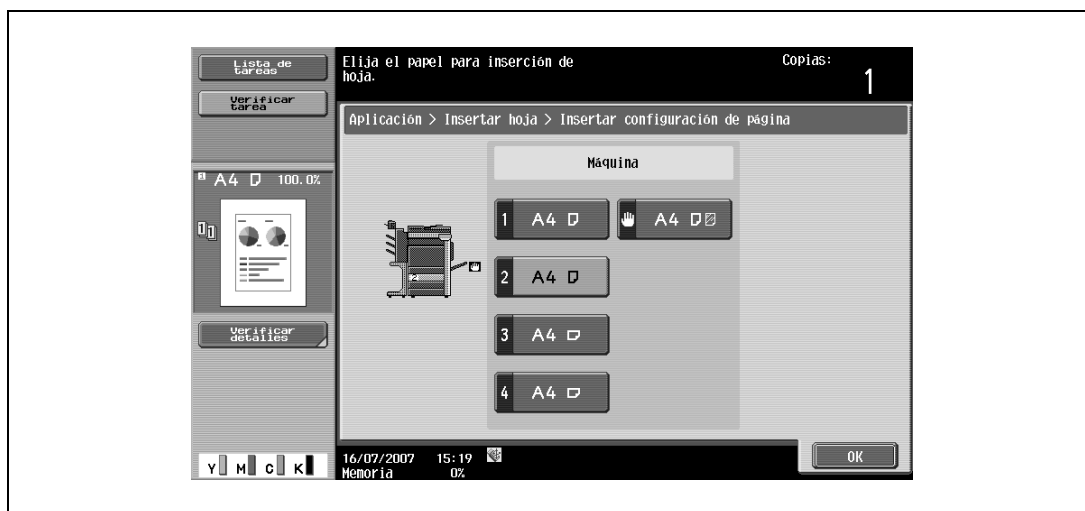 Lista de
tareas
Verificar
tarea
Elija el papel para inserción de
hoja.
Copias:
1
Aplicación > Insertar hoja > Insertar configuración de página
A4 100.0%
Máquina
1 A4
A4
2 A4
3 A4
4 A4
2
Verificar
detalles
Y M C K
16/07/2007 15:19
Memoria 0%
OK